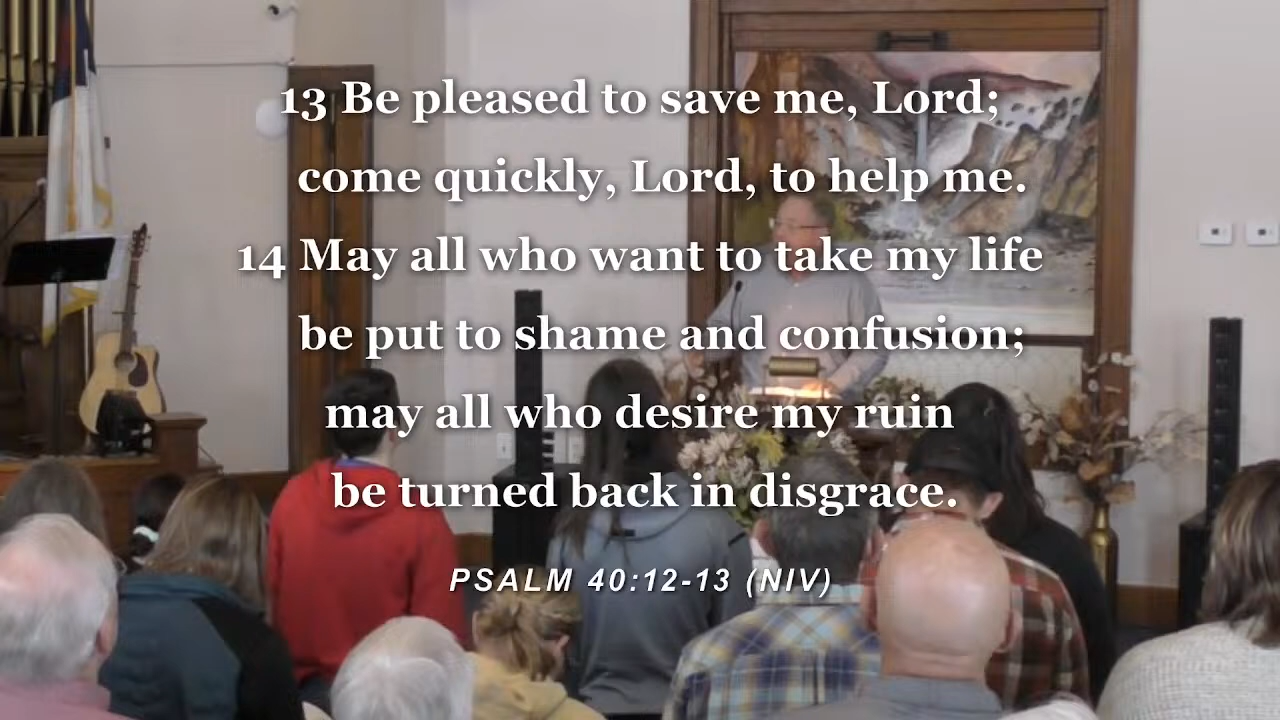 13 Be pleased to save me, Lord;
come quickly, Lord, to help me.
14 May all who want to take my life
be put to shame and confusion;
may all who desire my ruin
be turned back in disgrace.
PSALM 40:12-13 (NIV)